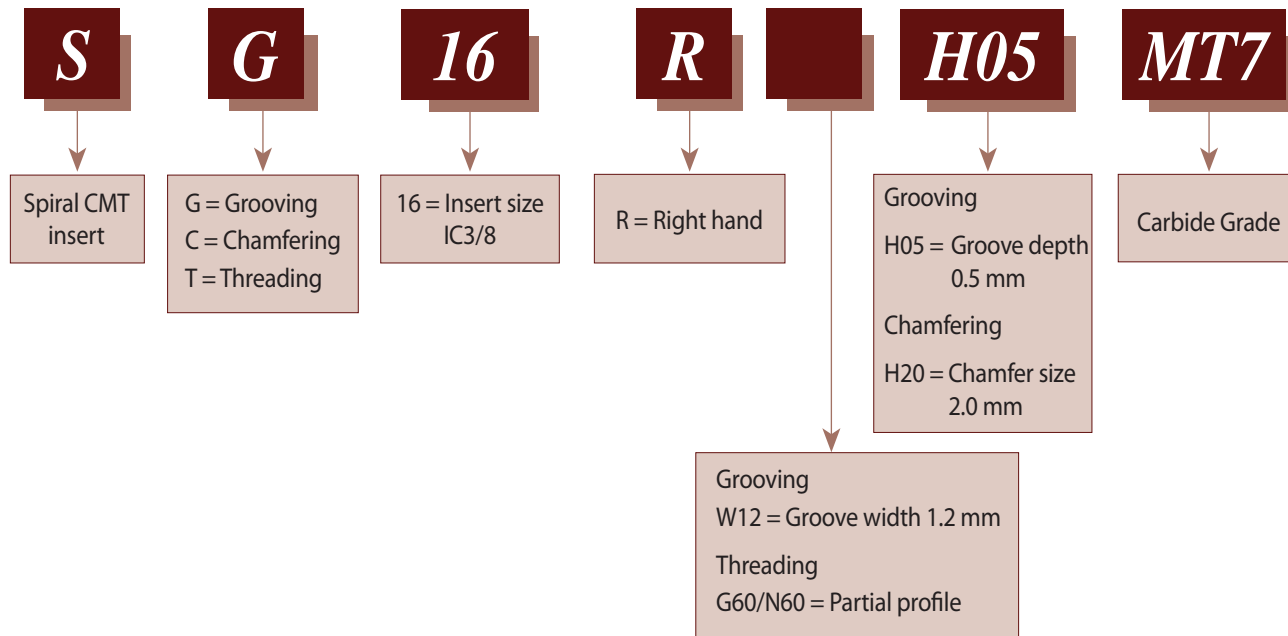 S G 16 R H05 MT7
Spiral CMT
insert
G = Grooving
C = Chamfering
T = Threading
16 = Insert size
IC3/8
R = Right hand
Grooving
H05 = Groove depth
0.5 mm
Chamfering
H20 = Chamfer size
2.0 mm
Carbide Grade
Grooving
W12 = Groove width 1.2 mm
Threading
G60/N60 = Partial profile